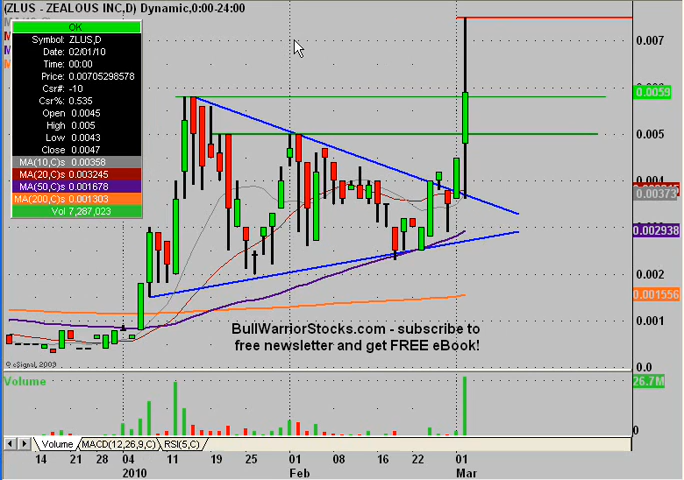 (ZLUS - ZEALOUS INC,D) Dynamic,0:00-24:00
OK
Symbol: ZLUS,D
Date: 02/01/10
Time: 00:00
Price: 0.00705298578
Csr#: -10
Csr%: 0.535
Open 0.0045
High 0.005
Low 0.0043
Close 0.0047
MA(10,C)s 0.00358
MA(20,C)s 0.003245
MA(50,C)s 0.001678
MA(200,C)s 0.001303
Vol 7,287,023
0.007
0.0059
0.005
0.004
0.00373
0.002938
0.002
0.001556
0.001
0.0
BullWarriorStocks.com - subscribe to
free newsletter and get FREE eBook!
© eSignal, 2009
Volume
26.7M
0
Volume MACD(12,26,9,C) RSI(5,C)
14 21 28 04 11 19 25 01 08 16 22 01
2010 Feb Mar